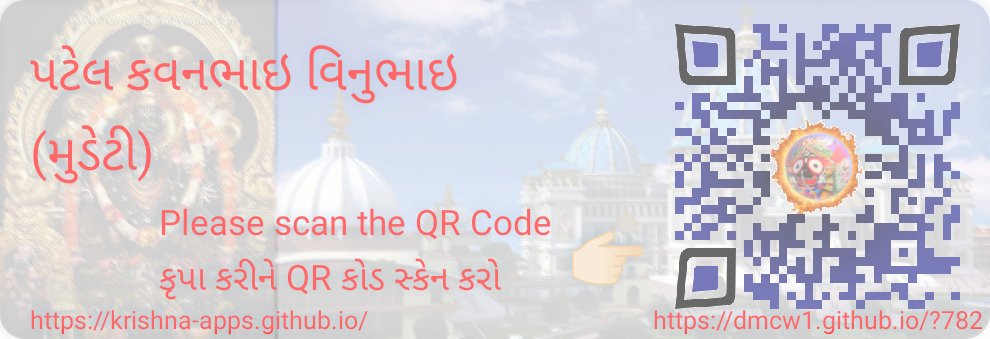 પટેલ કવનભાઇ વિનુભાઇ
(મુડેટી)
Please scan the QR Code
કૃપા કરીને QR કોડ સ્કેન કરો
https://krishna-apps.github.io/
https://dmcw1.github.io/?782